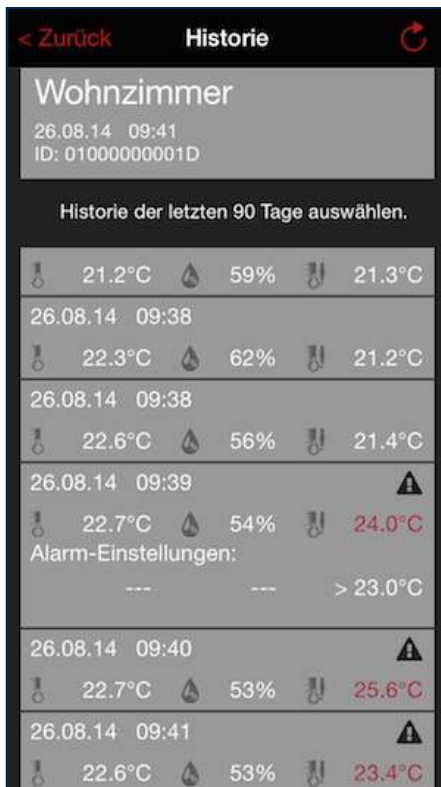 < Zurück Historie
Wohnzimmer
26.08.14 09:41
ID: 01000000001D
Historie der letzten 90 Tage auswählen.
21.2°C 59% 21.3°C
26.08.14 09:38
22.3°C 62% 21.2°C
26.08.14 09:38
22.6°C 56% 21.4°C
26.08.14 09:39
22.7°C 54% 24.0°C
Alarm-Einstellungen:
--- --- > 23.0°C
26.08.14 09:40
22.7°C 53% 25.6°C
26.08.14 09:41
22.6°C 53% 23.4°C